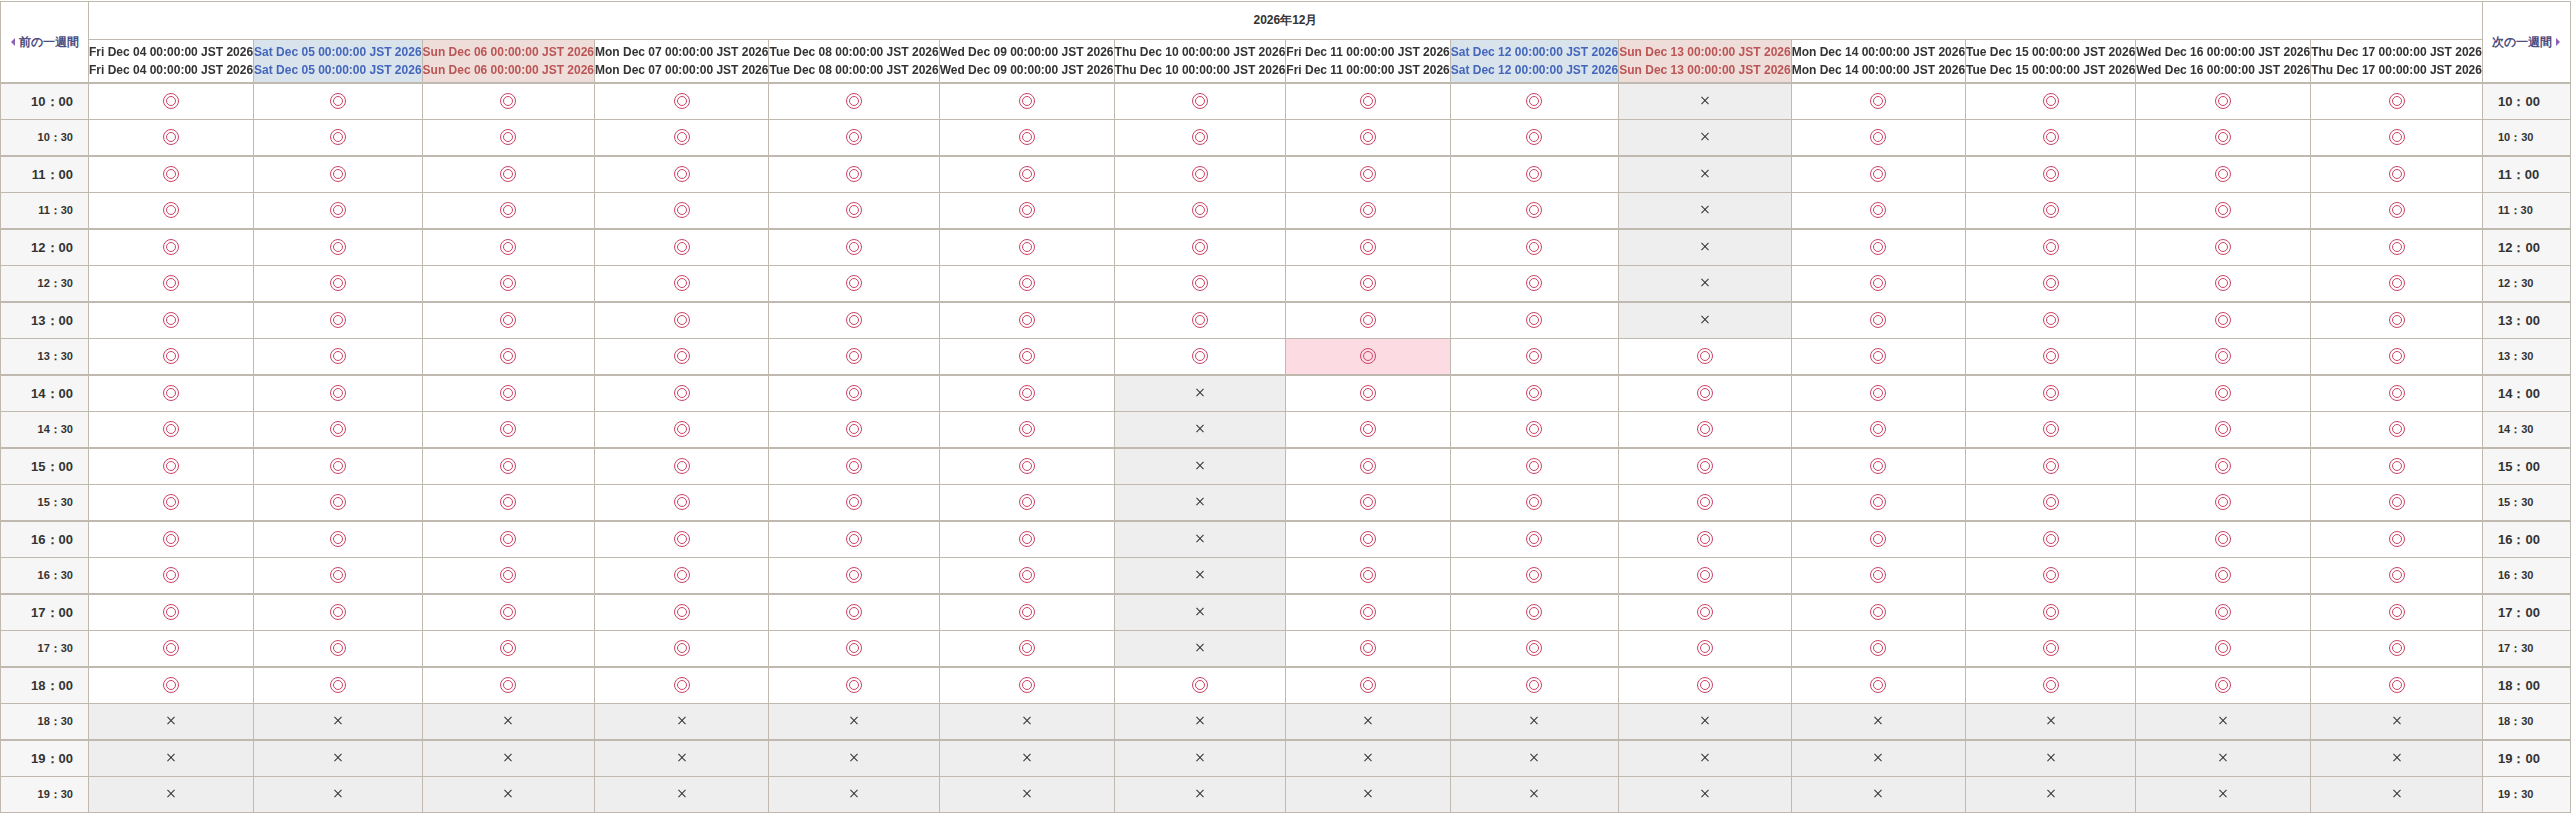 2026年12月
前の一週間
次の一週間
Fri Dec 04 00:00:00 JST 2026 Sat Dec 05 00:00:00 JST 2026 Sun Dec 06 00:00:00 JST 2026 Mon Dec 07 00:00:00 JST 2026 Tue Dec 08 00:00:00 JST 2026 Wed Dec 09 00:00:00 JST 2026 Thu Dec 10 00:00:00 JST 2026 Fri Dec 11 00:00:00 JST 2026 Sat Dec 12 00:00:00 JST 2026 Sun Dec 13 00:00:00 JST 2026 Mon Dec 14 00:00:00 JST 2026 Tue Dec 15 00:00:00 JST 2026 Wed Dec 16 00:00:00 JST 2026 Thu Dec 17 00:00:00 JST 2026
Fri Dec 04 00:00:00 JST 2026 Sat Dec 05 00:00:00 JST 2026 Sun Dec 06 00:00:00 JST 2026 Mon Dec 07 00:00:00 JST 2026 Tue Dec 08 00:00:00 JST 2026 Wed Dec 09 00:00:00 JST 2026 Thu Dec 10 00:00:00 JST 2026 Fri Dec 11 00:00:00 JST 2026 Sat Dec 12 00:00:00 JST 2026 Sun Dec 13 00:00:00 JST 2026 Mon Dec 14 00:00:00 JST 2026 Tue Dec 15 00:00:00 JST 2026 Wed Dec 16 00:00:00 JST 2026 Thu Dec 17 00:00:00 JST 2026
10：00 ◎ ◎ ◎ ◎ ◎ ◎ ◎ ◎ ◎ × ◎ ◎ ◎ ◎ 10：00
10：30 ◎ ◎ ◎ ◎ ◎ ◎ ◎ ◎ ◎ × ◎ ◎ ◎ ◎ 10：30
11：00 ◎ ◎ ◎ ◎ ◎ ◎ ◎ ◎ ◎ × ◎ ◎ ◎ ◎ 11：00
11：30 ◎ ◎ ◎ ◎ ◎ ◎ ◎ ◎ ◎ × ◎ ◎ ◎ ◎ 11：30
12：00 ◎ ◎ ◎ ◎ ◎ ◎ ◎ ◎ ◎ × ◎ ◎ ◎ ◎ 12：00
12：30 ◎ ◎ ◎ ◎ ◎ ◎ ◎ ◎ ◎ × ◎ ◎ ◎ ◎ 12：30
13：00 ◎ ◎ ◎ ◎ ◎ ◎ ◎ ◎ ◎ × ◎ ◎ ◎ ◎ 13：00
13：30 ◎ ◎ ◎ ◎ ◎ ◎ ◎ ◎ ◎ ◎ ◎ ◎ ◎ ◎ 13：30
14：00 ◎ ◎ ◎ ◎ ◎ ◎ × ◎ ◎ ◎ ◎ ◎ ◎ ◎ 14：00
14：30 ◎ ◎ ◎ ◎ ◎ ◎ × ◎ ◎ ◎ ◎ ◎ ◎ ◎ 14：30
15：00 ◎ ◎ ◎ ◎ ◎ ◎ × ◎ ◎ ◎ ◎ ◎ ◎ ◎ 15：00
15：30 ◎ ◎ ◎ ◎ ◎ ◎ × ◎ ◎ ◎ ◎ ◎ ◎ ◎ 15：30
16：00 ◎ ◎ ◎ ◎ ◎ ◎ × ◎ ◎ ◎ ◎ ◎ ◎ ◎ 16：00
16：30 ◎ ◎ ◎ ◎ ◎ ◎ × ◎ ◎ ◎ ◎ ◎ ◎ ◎ 16：30
17：00 ◎ ◎ ◎ ◎ ◎ ◎ × ◎ ◎ ◎ ◎ ◎ ◎ ◎ 17：00
17：30 ◎ ◎ ◎ ◎ ◎ ◎ × ◎ ◎ ◎ ◎ ◎ ◎ ◎ 17：30
18：00 ◎ ◎ ◎ ◎ ◎ ◎ ◎ ◎ ◎ ◎ ◎ ◎ ◎ ◎ 18：00
18：30 × × × × × × × × × × × × × × 18：30
19：00 × × × × × × × × × × × × × × 19：00
19：30 × × × × × × × × × × × × × × 19：30